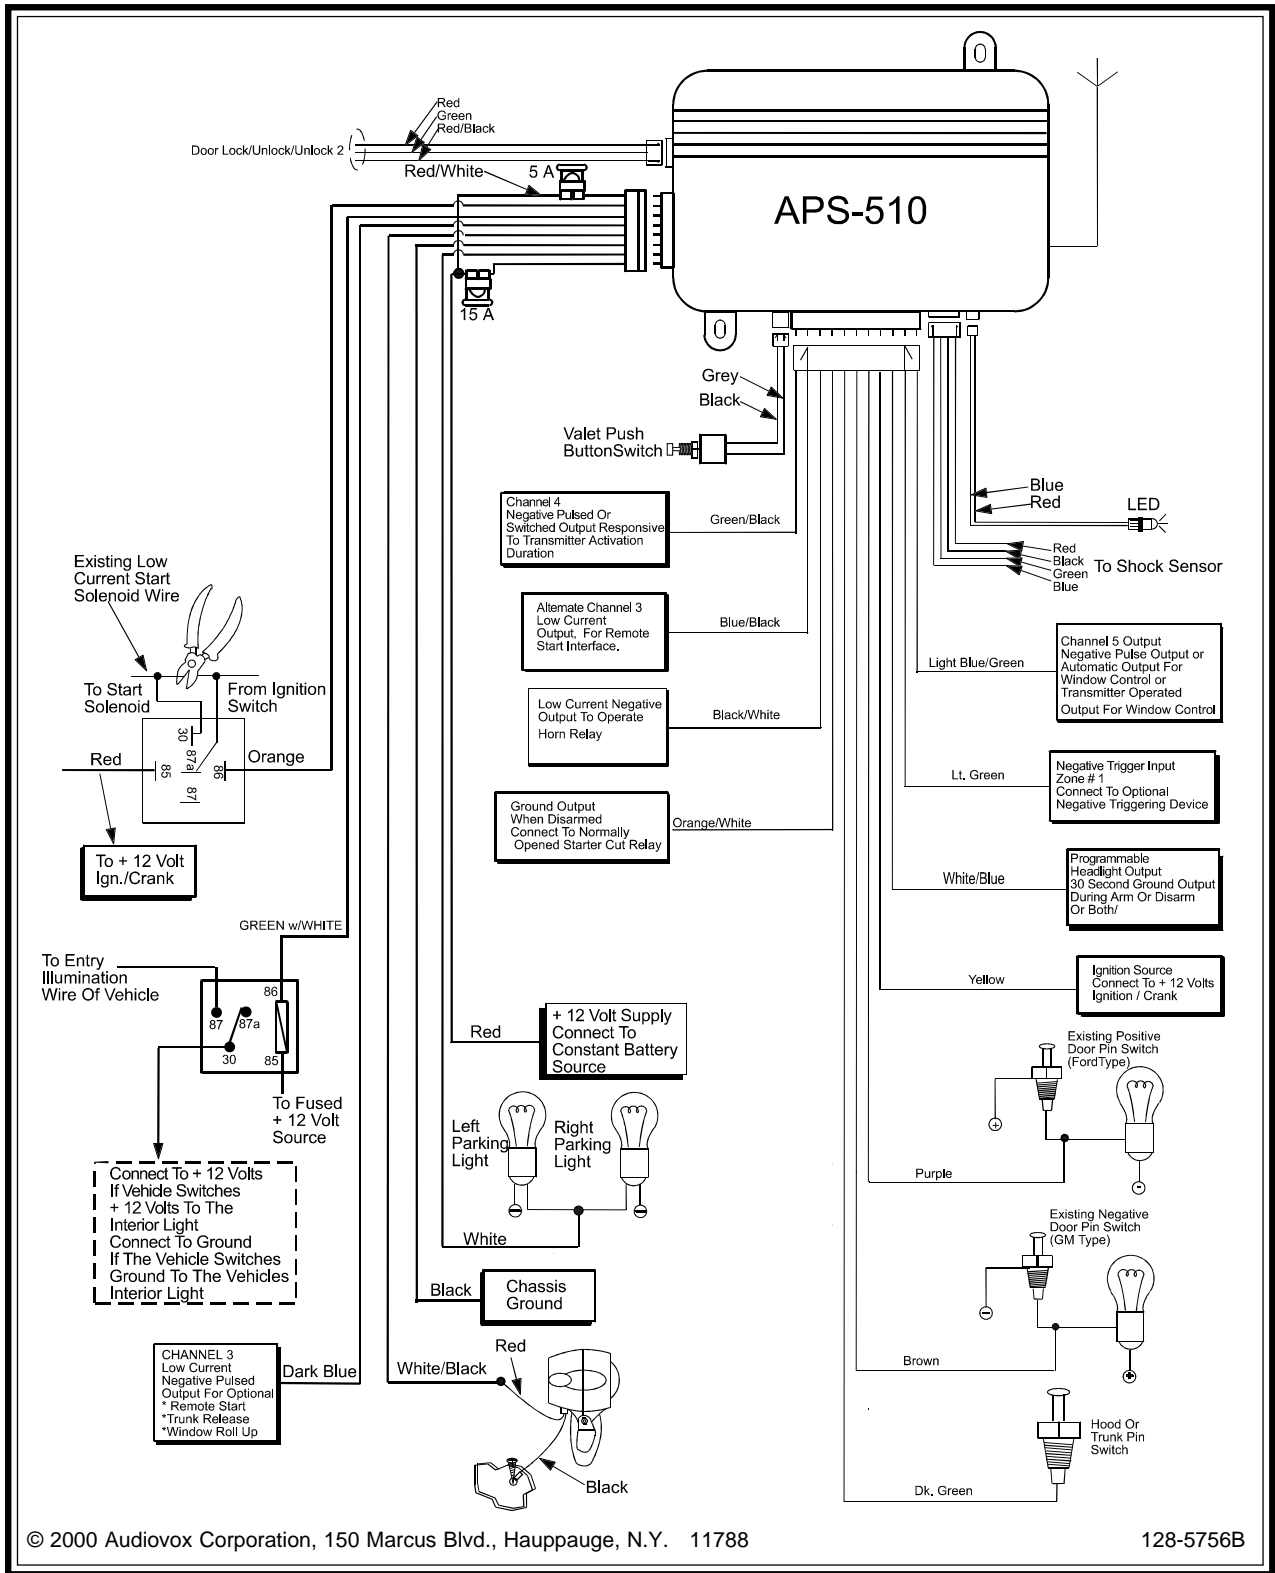 Red
Green
Red/Black
Door Lock/Unlock/Unlock 2
Red/White
5 A
APS-510
15 A
Grey
Black
Valet Push
ButtonSwitch
Blue
Red
LED
Channel 4
Negative Pulsed Or
Switched Output Responsive
To Transmitter Activation
Duration
Green/Black
Red
Black
Green
Blue
To Shock Sensor
Existing Low
Current Start
Solenoid Wire
Alternate Channel 3
Low Current
Output, For Remote
Start Interface.
Blue/Black
Light Blue/Green
Channel 5 Output
Negative Pulse Output or
Automatic Output For
Window Control or
Transmitter Operated
Output For Window Control
To Start
Solenoid
From Ignition
Switch
Low Current Negative
Output To Operate
Horn Relay
Black/White
30
87a
85
86
87
Red
Orange
Lt. Green
Negative Trigger Input
Zone # 1
Connect To Optional
Negative Triggering Device
Ground Output
When Disarmed
Connect To Normally
Opened Starter Cut Relay
Orange/White
To + 12 Volt
Ign./Crank
White/Blue
Programmable
Headlight Output
30 Second Ground Output
During Arm Or Disarm
Or Both/
GREEN w/WHITE
To Entry
Illumination
Wire Of Vehicle
86
87
87a
30
85
Yellow
Ignition Source
Connect To + 12 Volts
Ignition / Crank
Red
+ 12 Volt Supply
Connect To
Constant Battery
Source
Existing Positive
Door Pin Switch
(FordType)
+
-
To Fused
+ 12 Volt
Source
Left
Parking
Light
Right
Parking
Light
Purple
Connect To + 12 Volts
If Vehicle Switches
+ 12 Volts To The
Interior Light
Connect To Ground
If The Vehicle Switches
Ground To The Vehicles
Interior Light
White
Existing Negative
Door Pin Switch
(GM Type)
Black
Chassis
Ground
Red
CHANNEL 3
Low Current
Negative Pulsed
Output For Optional
* Remote Start
*Trunk Release
*Window Roll Up
Dark Blue
White/Black
Brown
Hood Or
Trunk Pin
Switch
Black
Dk. Green
© 2000 Audiovox Corporation, 150 Marcus Blvd., Hauppauge, N.Y. 11788
128-5756B